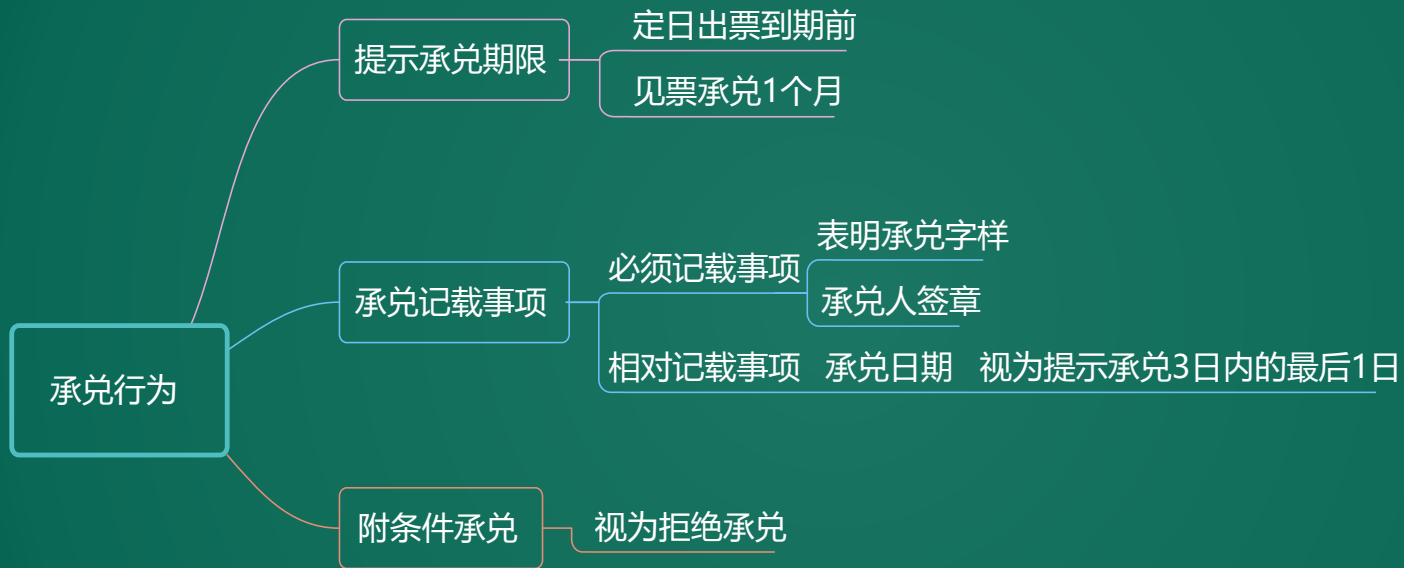 定日出票到期前
提示承兑期限
见票承兑1个月
表明承兑字样
必须记载事项
承兑人签章
承兑记载事项
相对记载事项 承兑日期 视为提示承兑3日内的最后1日
承兑行为
附条件承兑
视为拒绝承兑